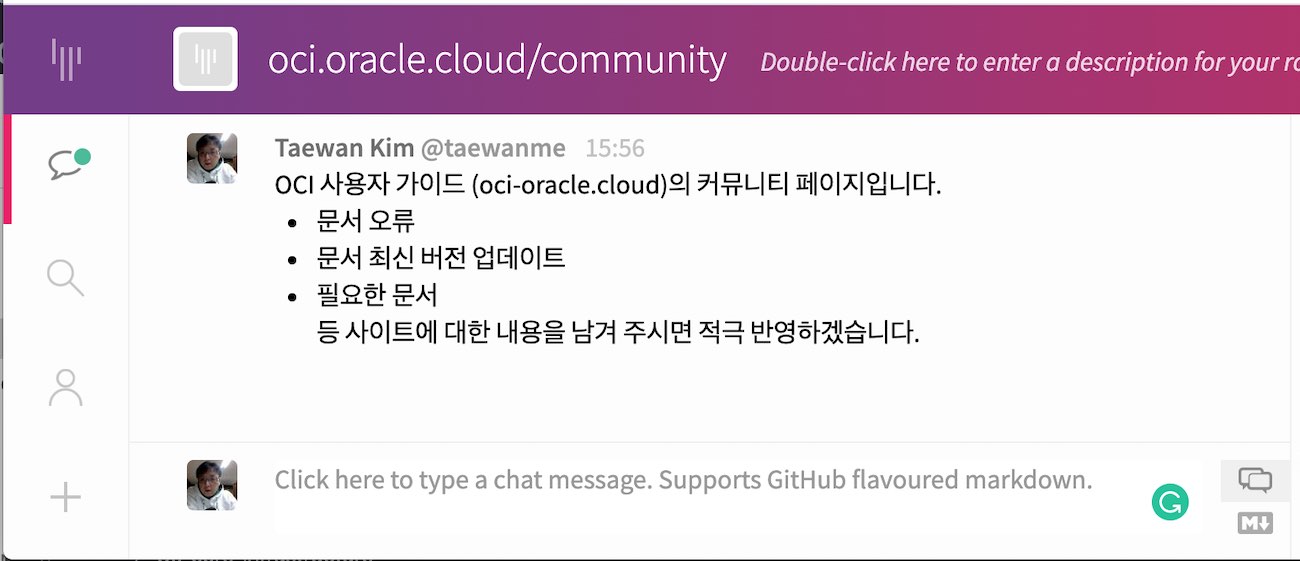 oci.oracle.cloud/community
Double-click here to enter a description for your ro
Taewan Kim @taewanme 15:56
OCI 사용자 가이드 (oci-oracle.cloud)의 커뮤니티 페이지입니다.
• 문서 오류
• 문서 최신 버전 업데이트
• 필요한 문서
등 사이트에 대한 내용을 남겨 주시면 적극 반영하겠습니다.
Click here to type a chat message. Supports GitHub flavoured markdown.
G
M